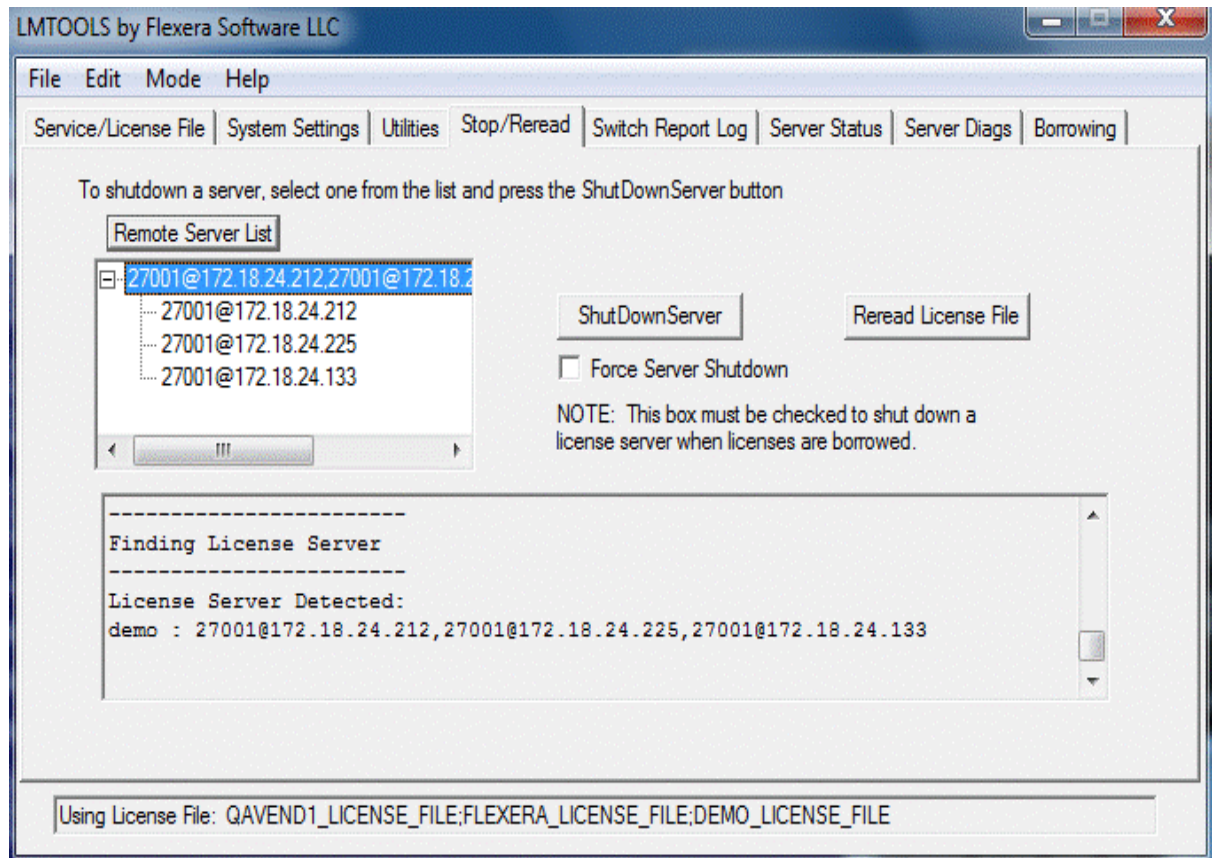 LMTOOLS by Flexera Software LLC
File Edit Mode Help
Service/License File System Settings Utilities Stop/Reread Switch Report Log Server Status Server Diags Borrowing
To shutdown a server, select one from the list and press the ShutDownServer button
Remote Server List
27001@172.18.24.212,27001@172.18.2
27001@172.18.24.212
27001@172.18.24.225
27001@172.18.24.133
ShutDownServer
Reread License File
Force Server Shutdown
NOTE: This box must be checked to shut down a
license server when licenses are borrowed.
------------------------
Finding License Server
------------------------
License Server Detected:
demo : 27001@172.18.24.212,27001@172.18.24.225,27001@172.18.24.133
Using License File: QAVEND1_LICENSE_FILE;FLEXERA_LICENSE_FILE;DEMO_LICENSE_FILE